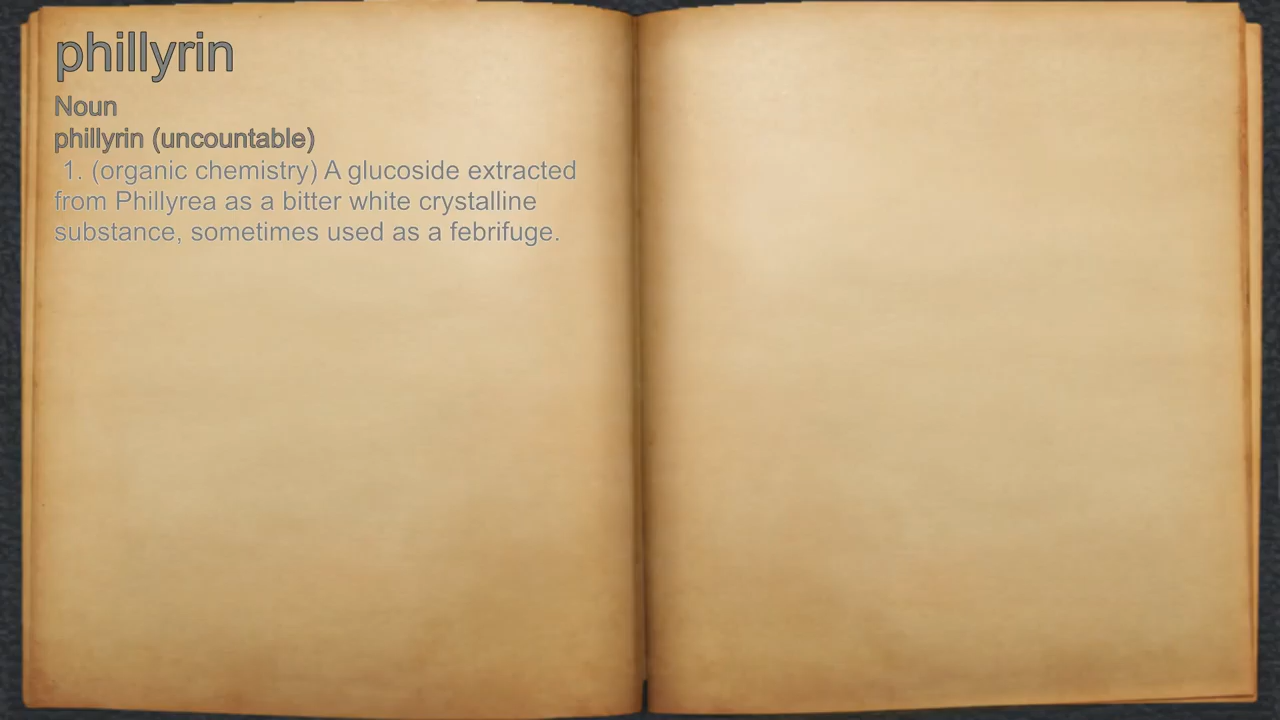 phillyrin
Noun
phillyrin (uncountable)
1. (organic chemistry) A glucoside extracted
from Phillyrea as a bitter white crystalline
substance, sometimes used as a febrifuge.